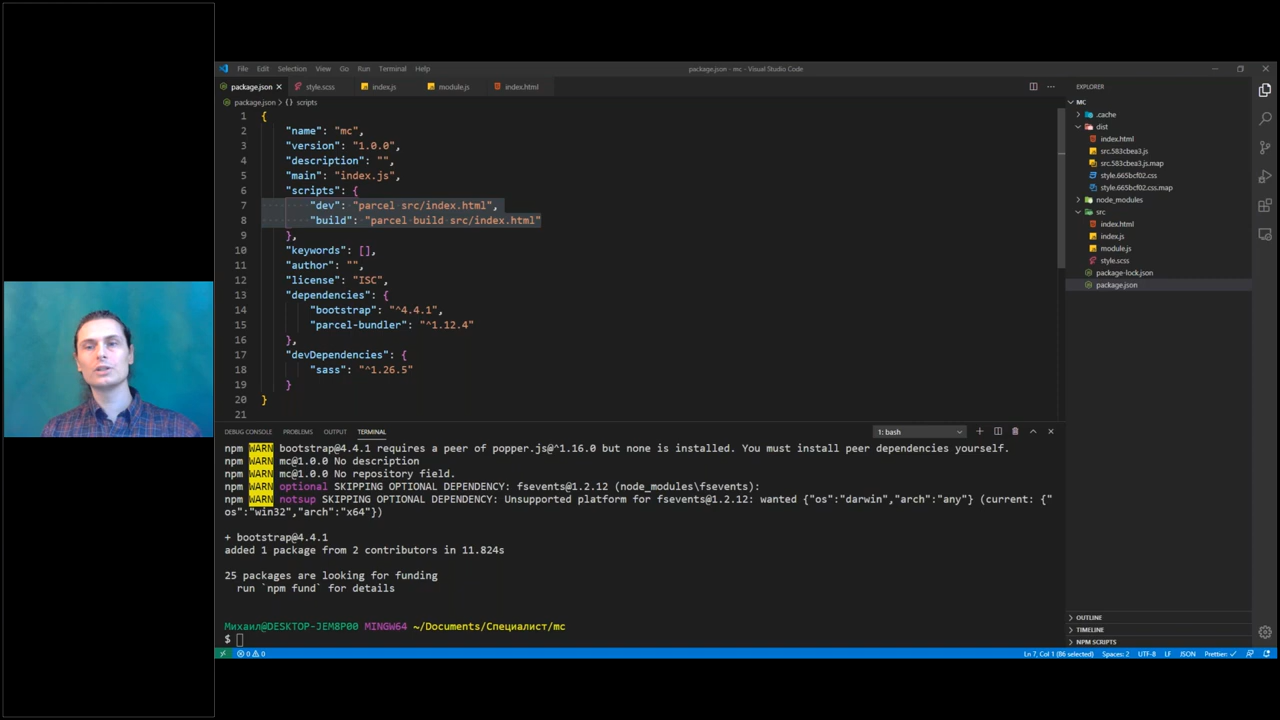 File Edit Selection View Go Run Terminal Help
package.json - mc - Visual Studio Code
package.json style.scss index.js module.js index.html
package.json > {} scripts
1 {
2 "name": "mc",
3 "version": "1.0.0",
4 "description": "",
5 "main": "index.js",
6 "scripts": {
7 "dev": "parcel src/index.html",
8 "build": "parcel build src/index.html"
9 },
10 "keywords": [],
11 "author": "",
12 "license": "ISC",
13 "dependencies": {
14 "bootstrap": "^4.4.1",
15 "parcel-bundler": "^1.12.4"
16 },
17 "devDependencies": {
18 "sass": "^1.26.5"
19 }
20 }
21
EXPLORER
MC
.cache
dist
index.html
src.583cbea3.js
src.583cbea3.js.map
style.665bcf02.css
style.665bcf02.css.map
node_modules
src
index.html
index.js
module.js
style.scss
package-lock.json
package.json
OUTLINE
TIMELINE
NPM SCRIPTS
DEBUG CONSOLE PROBLEMS OUTPUT TERMINAL 1: bash
npm WARN bootstrap@4.4.1 requires a peer of popper.js@^1.16.0 but none is installed. You must install peer dependencies yourself.
npm WARN mc@1.0.0 No description
npm WARN mc@1.0.0 No repository field.
npm WARN optional SKIPPING OPTIONAL DEPENDENCY: fsevents@1.2.12 (node_modules\fsevents):
npm WARN notsup SKIPPING OPTIONAL DEPENDENCY: Unsupported platform for fsevents@1.2.12: wanted {"os":"darwin","arch":"any"} (current: {"
os":"win32","arch":"x64"})
+ bootstrap@4.4.1
added 1 package from 2 contributors in 11.824s
25 packages are looking for funding
run `npm fund` for details
Михаил@DESKTOP-JEM8P00 MINGW64 ~/Documents/Специалист/mc
$
0 0
Ln 7, Col 1 (86 selected) Spaces: 2 UTF-8 LF JSON Prettier: ✓